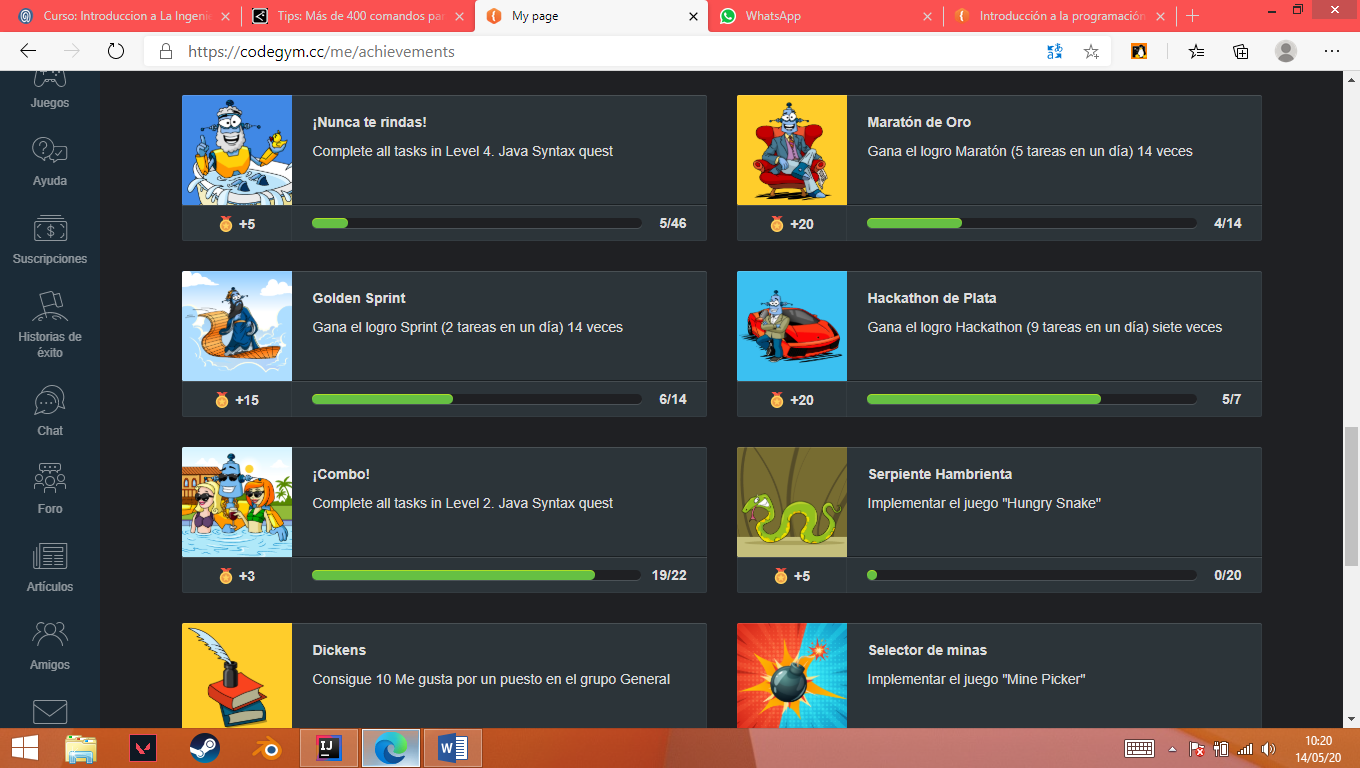 Curso: Introduccion a La Ingeni
Tips: Más de 400 comandos par
My page
WhatsApp
Introducción a la programación
https://codegym.cc/me/achievements
Juegos
Ayuda
Suscripciones
Historias de
éxito
Chat
Foro
Artículos
Amigos
¡Nunca te rindas!
Complete all tasks in Level 4. Java Syntax quest
+5
5/46
Maratón de Oro
Gana el logro Maratón (5 tareas en un día) 14 veces
+20
4/14
Golden Sprint
Gana el logro Sprint (2 tareas en un día) 14 veces
+15
6/14
Hackathon de Plata
Gana el logro Hackathon (9 tareas en un día) siete veces
+20
5/7
¡Combo!
Complete all tasks in Level 2. Java Syntax quest
+3
19/22
Serpiente Hambrienta
Implementar el juego "Hungry Snake"
+5
0/20
Dickens
Consigue 10 Me gusta por un puesto en el grupo General
Selector de minas
Implementar el juego "Mine Picker"
10:20
14/05/20